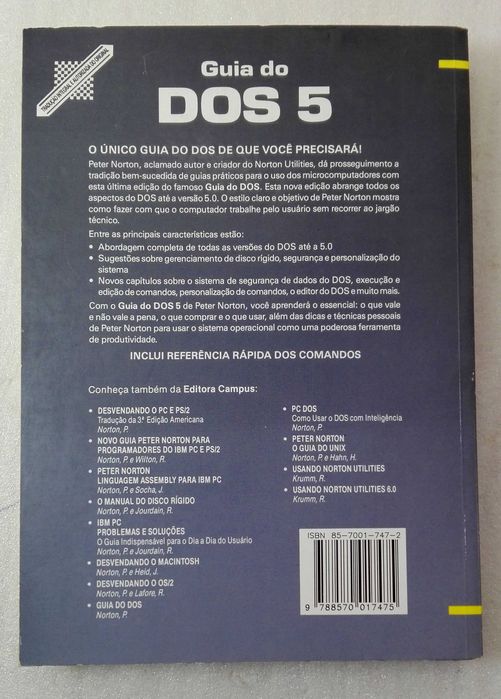 TRADUÇÃO INTEGRAL E AUTORIZADA DO ORIGINAL
Guia do
DOS 5
O ÚNICO GUIA DO DOS DE QUE VOCÊ PRECISARÁ!
Peter Norton, aclamado autor e criador do Norton Utilities, dá prosseguimento a
tradição bem-sucedida de guias práticos para o uso dos microcomputadores com
esta última edição do famoso Guia do DOS. Esta nova edição abrange todos os
aspectos do DOS até a versão 5.0. O estilo claro e objetivo de Peter Norton mostra
como fazer com que o computador trabalhe pelo usuário sem recorrer ao jargão
técnico.
Entre as principais características estão:
• Abordagem completa de todas as versões do DOS até a 5.0
• Sugestões sobre gerenciamento de disco rígido, segurança e personalização do
sistema
• Novos capítulos sobre o sistema de segurança de dados do DOS, execução e
edição de comandos, personalização de comandos, o editor do DOS e muito mais.
Com o Guia do DOS 5 de Peter Norton, você aprenderá o essencial: o que vale
e não vale a pena, o que comprar e o que usar, além das dicas e técnicas pessoais
de Peter Norton para usar o sistema operacional como uma poderosa ferramenta
de produtividade.
INCLUI REFERÊNCIA RÁPIDA DOS COMANDOS
Conheça também da Editora Campus:
• DESVENDANDO O PC E PS/2
Tradução da 3ª Edição Americana
Norton, P.
• NOVO GUIA PETER NORTON PARA
PROGRAMADORES DO IBM PC E PS/2
Norton, P. e Wilton, R.
• PETER NORTON
LINGUAGEM ASSEMBLY PARA IBM PC
Norton, P. e Socha, J.
• O MANUAL DO DISCO RÍGIDO
Norton, P. e Jourdain, R.
• IBM PC
PROBLEMAS E SOLUÇÕES
O Guia Indispensável para o Dia a Dia do Usuário
Norton, P. e Jourdain, R.
• DESVENDANDO O MACINTOSH
Norton, P. e Heid, J.
• DESVENDANDO O OS/2
Norton, P. e Lafore, R.
• GUIA DO DOS
Norton, P.
• PC DOS
Como Usar o DOS com Inteligência
Norton, P.
• PETER NORTON
O GUIA DO UNIX
Norton, P. e Hahn, H.
• USANDO NORTON UTILITIES
Krumm, R.
• USANDO NORTON UTILITIES 6.0
Krumm, R.
ISBN 85-7001-747-2
9 788570 017475